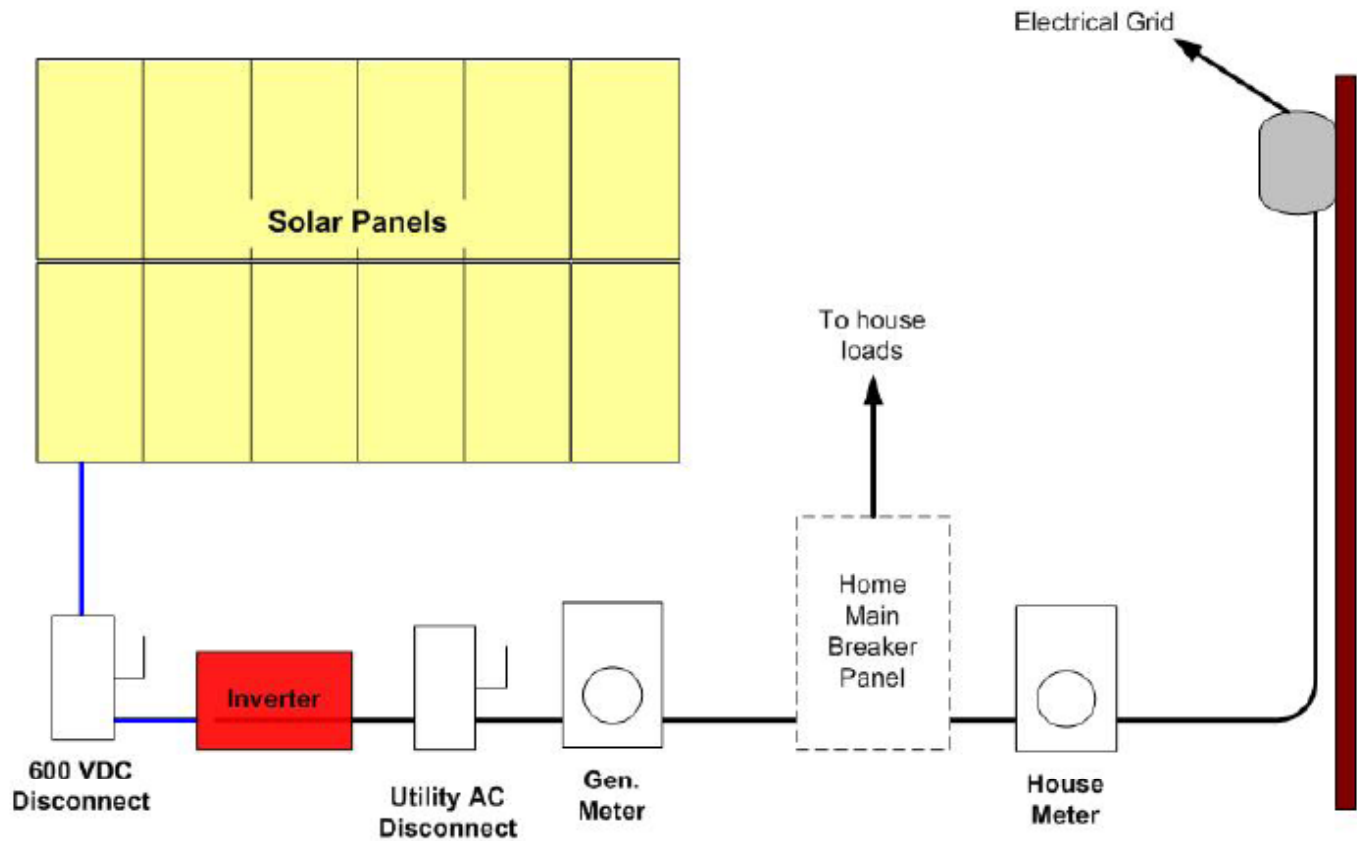 Electrical Grid
Solar Panels
To house
loads
Home
Main
Breaker
Panel
Inverter
600 VDC
Disconnect
Utility AC
Disconnect
Gen.
Meter
House
Meter